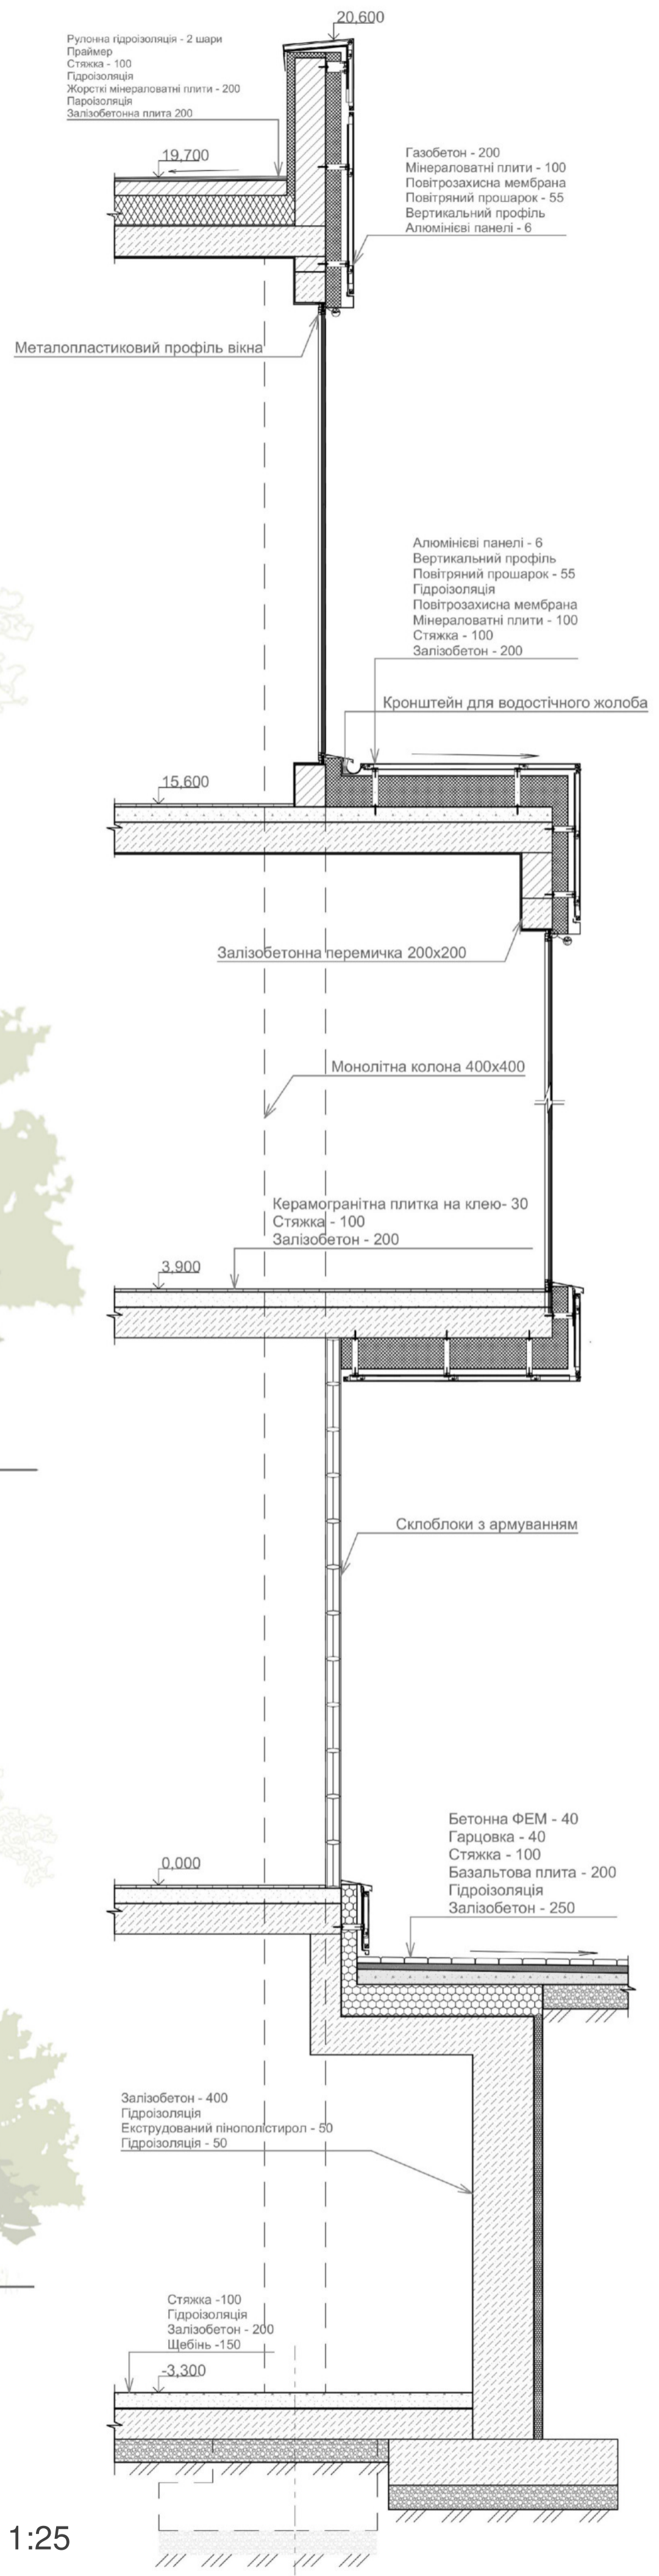 20,600
Рулонна гідроізоляція - 2 шари
Праймер
Стяжка - 100
Гідроізоляція
Жорсткі мінераловатні плити - 200
Пароізоляція
Залізобетонна плита 200
19,700
Газобетон - 200
Мінераловатні плити - 100
Повітрозахисна мембрана
Повітряний прошарок - 55
Вертикальний профіль
Алюмінієві панелі - 6
Металопластиковий профіль вікна
Алюмінієві панелі - 6
Вертикальний профіль
Повітряний прошарок - 55
Гідроізоляція
Повітрозахисна мембрана
Мінераловатні плити - 100
Стяжка - 100
Залізобетон - 200
Кронштейн для водостічного жолоба
15,600
Залізобетонна перемичка 200х200
Монолітна колона 400х400
Керамогранітна плитка на клею- 30
Стяжка - 100
Залізобетон - 200
3,900
Склоблоки з армуванням
Бетонна ФЕМ - 40
Гарцовка - 40
Стяжка - 100
Базальтова плита - 200
Гідроізоляція
Залізобетон - 250
0,000
Залізобетон - 400
Гідроізоляція
Екструдований пінополістирол - 50
Гідроізоляція - 50
Стяжка -100
Гідроізоляція
Залізобетон - 200
Щебінь -150
-3,300
1:25